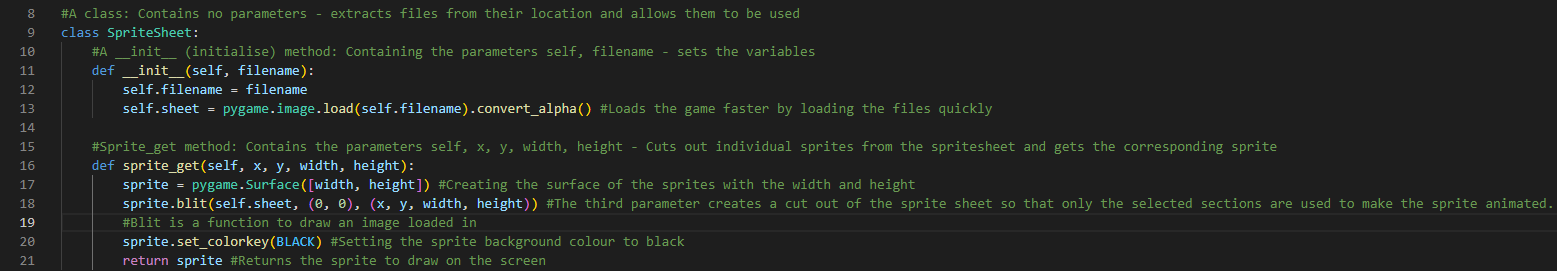 8 #A class: Contains no parameters - extracts files from their location and allows them to be used
9 class SpriteSheet:
10     #A __init__ (initialise) method: Containing the parameters self, filename - sets the variables
11     def __init__(self, filename):
12         self.filename = filename
13         self.sheet = pygame.image.load(self.filename).convert_alpha() #Loads the game faster by loading the files quickly
14
15     #Sprite_get method: Contains the parameters self, x, y, width, height - Cuts out individual sprites from the spritesheet and gets the corresponding sprite
16     def sprite_get(self, x, y, width, height):
17         sprite = pygame.Surface([width, height]) #Creating the surface of the sprites with the width and height
18         sprite.blit(self.sheet, (0, 0), (x, y, width, height)) #The third parameter creates a cut out of the sprite sheet so that only the selected sections are used to make the sprite animated.
19         #Blit is a function to draw an image loaded in
20         sprite.set_colorkey(BLACK) #Setting the sprite background colour to black
21         return sprite #Returns the sprite to draw on the screen